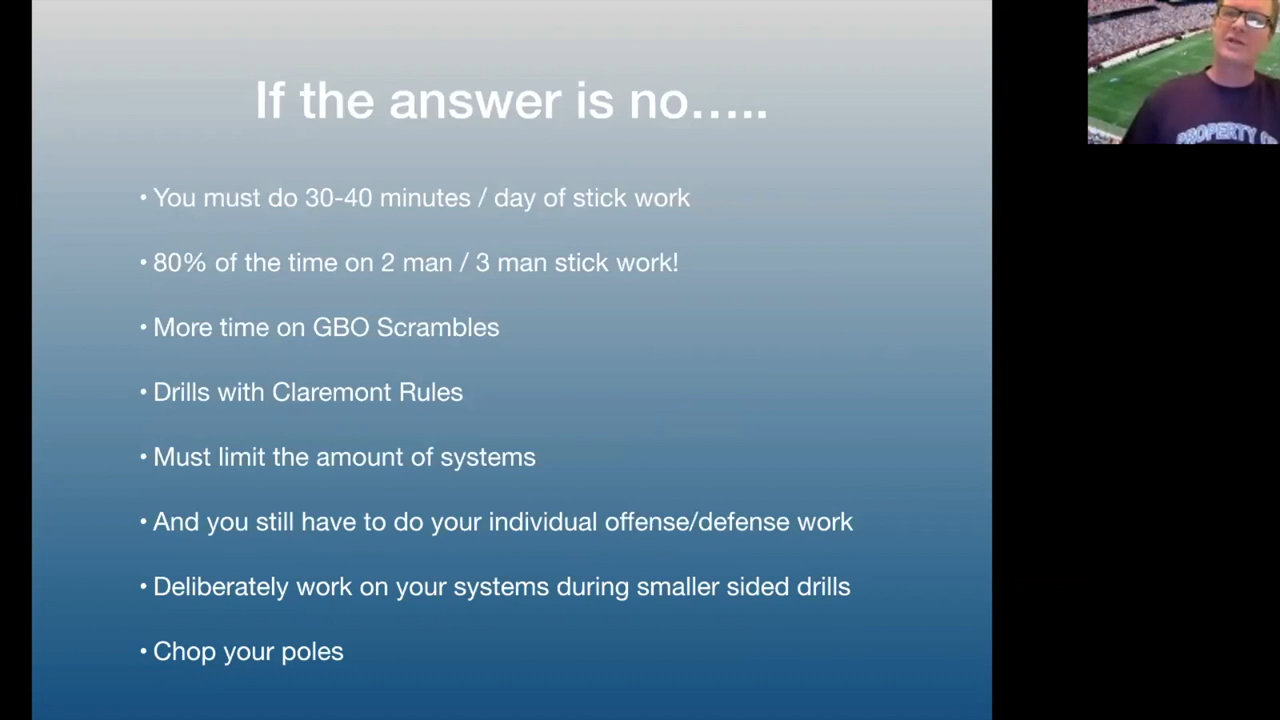 If the answer is no.....
• You must do 30-40 minutes / day of stick work
• 80% of the time on 2 man / 3 man stick work!
• More time on GBO Scrambles
• Drills with Claremont Rules
• Must limit the amount of systems
• And you still have to do your individual offense/defense work
• Deliberately work on your systems during smaller sided drills
• Chop your poles
PROPERTY